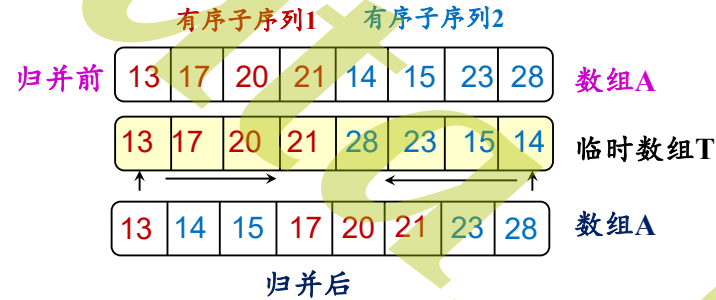 有序子序列1 有序子序列2
归并前 13 17 20 21 14 15 23 28 数组A
13 17 20 21 28 23 15 14 临时数组T
13 14 15 17 20 21 23 28 数组A
归并后